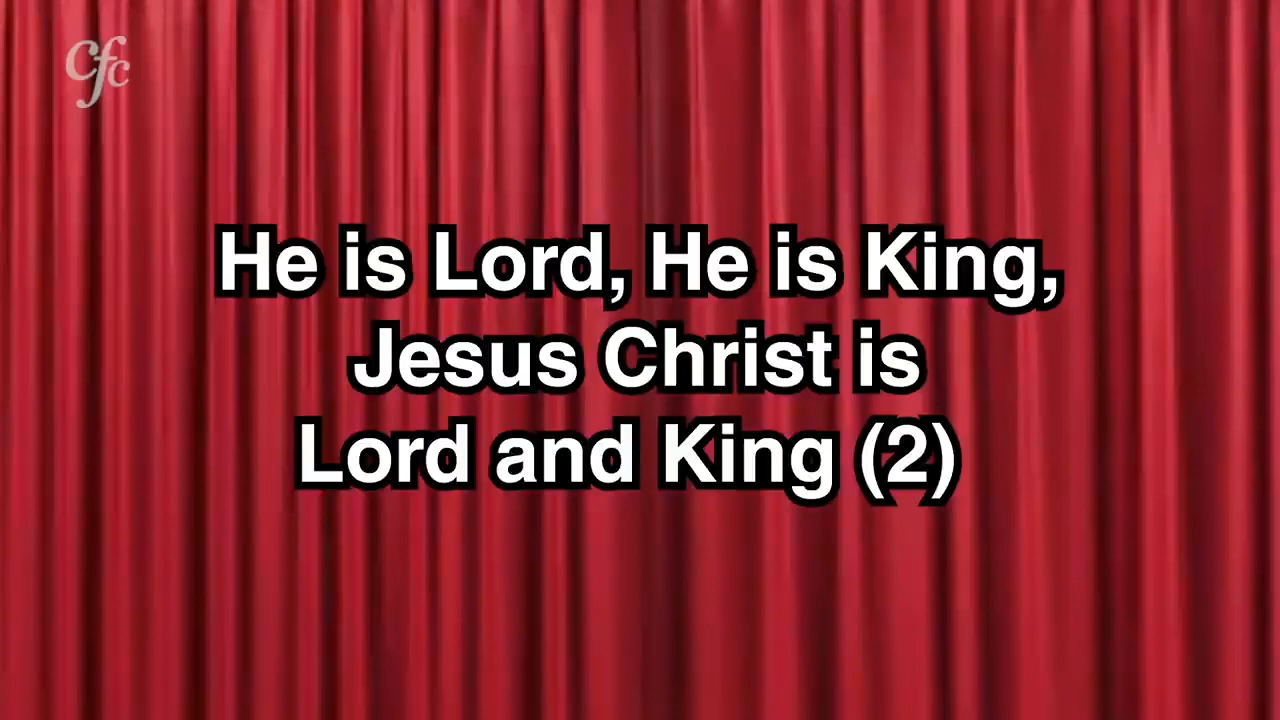 cfc
He is Lord, He is King,
Jesus Christ is
Lord and King (2)